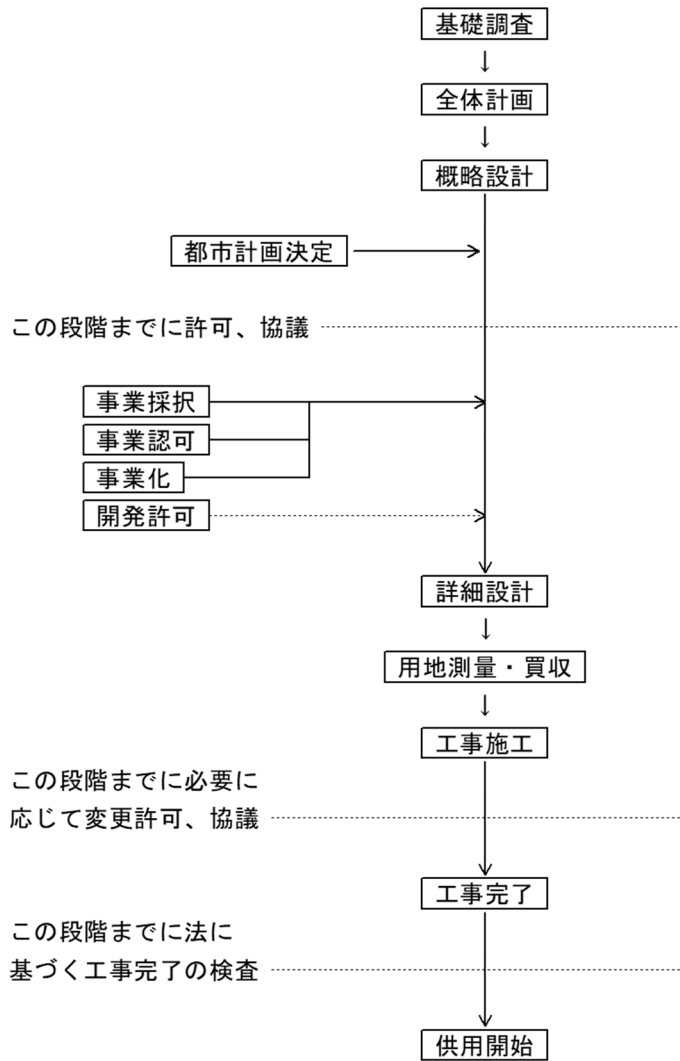 基礎調査
↓
全体計画
↓
概略設計
都市計画決定
この段階までに許可、協議
事業採択
事業認可
事業化
開発許可
詳細設計
↓
用地測量・買収
↓
工事施工
この段階までに必要に
応じて変更許可、協議
工事完了
この段階までに法に
基づく工事完了の検査
供用開始